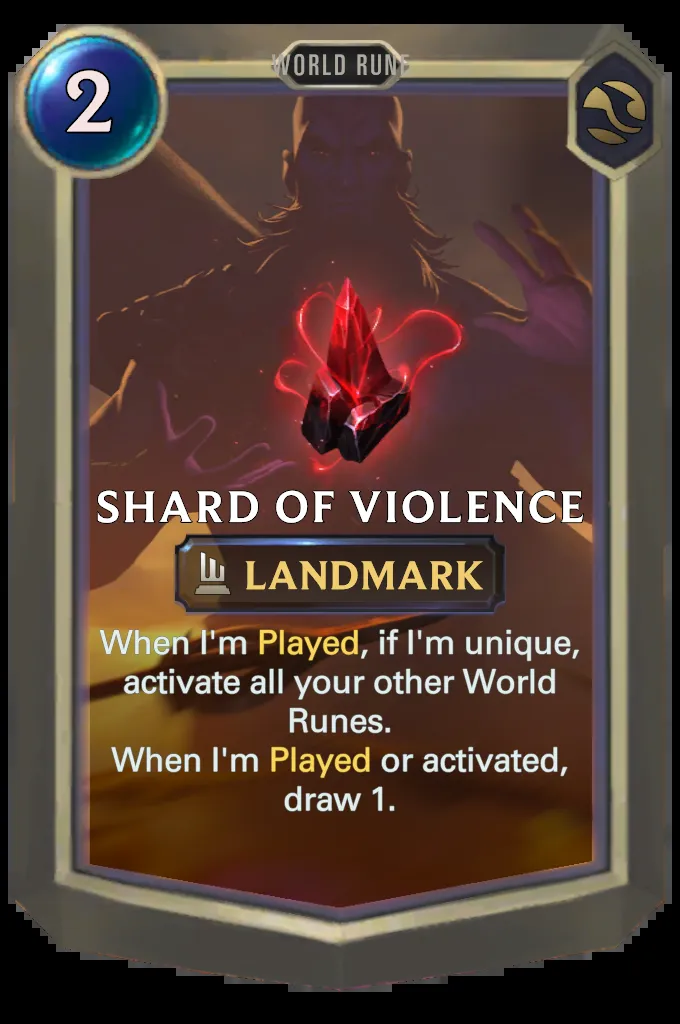 WORLD RUNE
2
SHARD OF VIOLENCE
LANDMARK
When I'm Played, if I'm unique,
activate all your other World
Runes.
When I'm Played or activated,
draw 1.